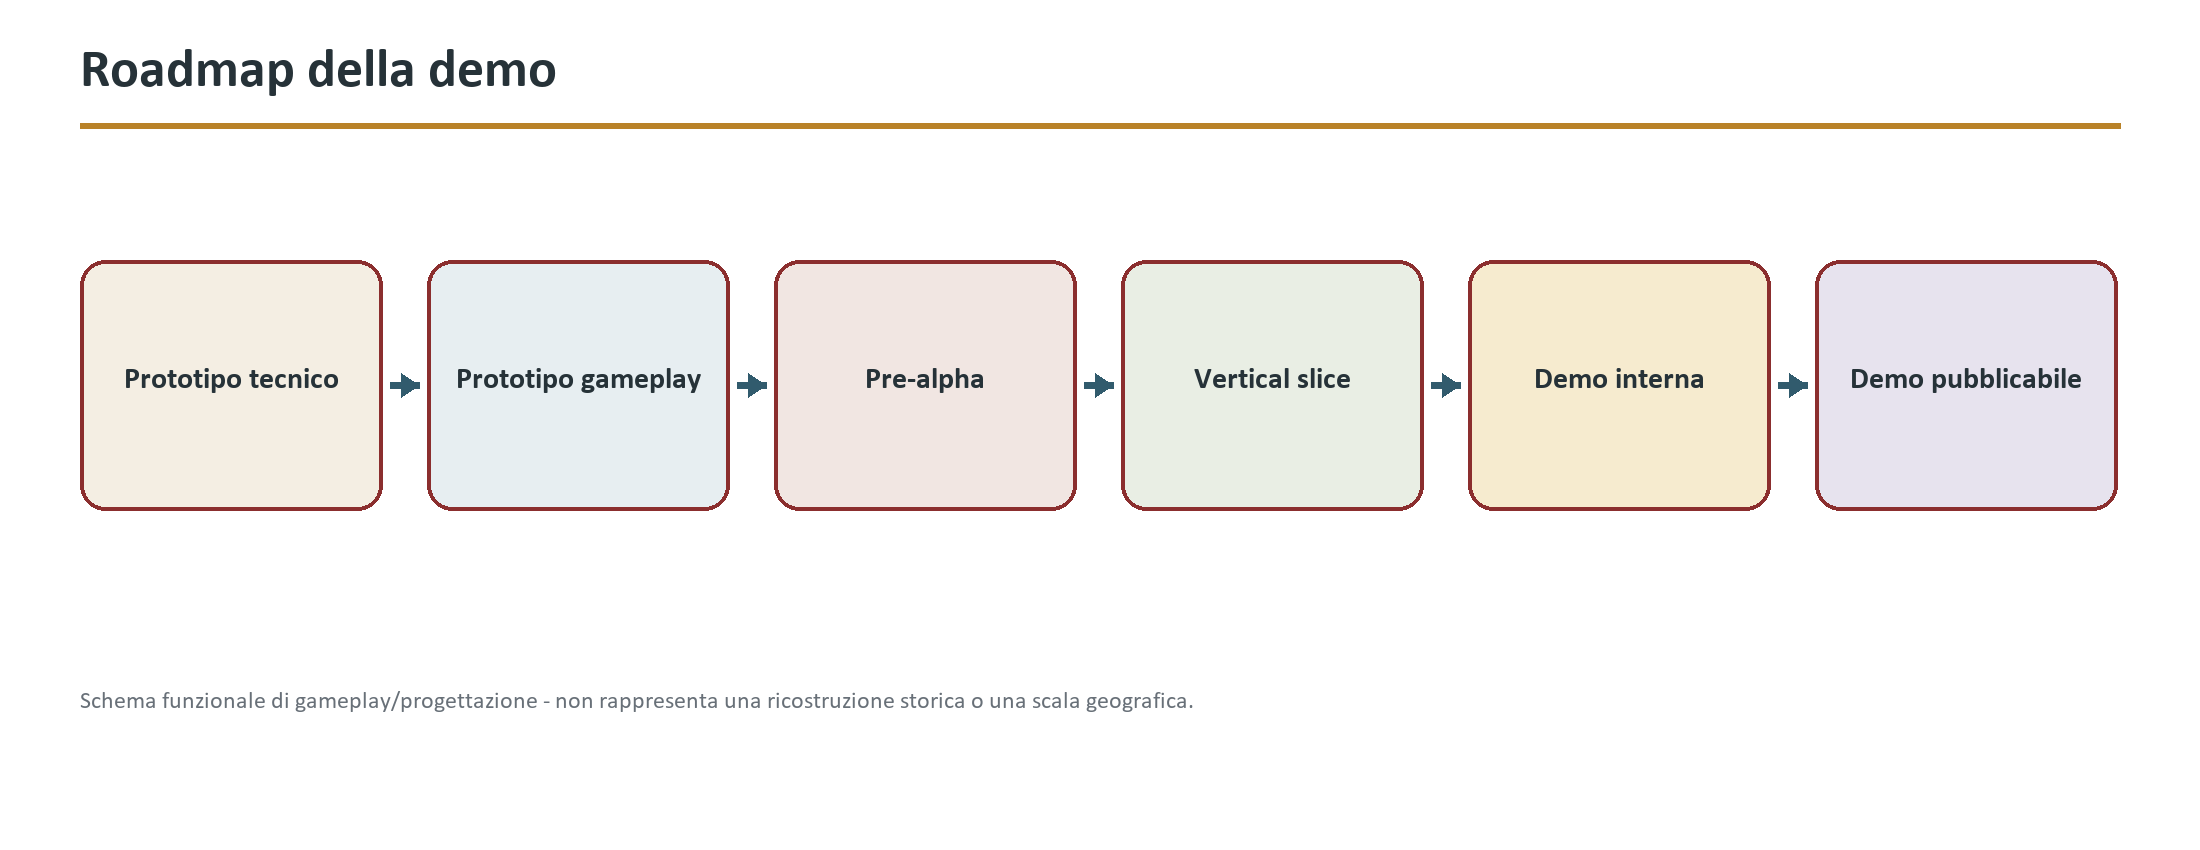 Roadmap della demo
Prototipo tecnico
Prototipo gameplay
Pre-alpha
Vertical slice
Demo interna
Demo pubblicabile
Schema funzionale di gameplay/progettazione - non rappresenta una ricostruzione storica o una scala geografica.